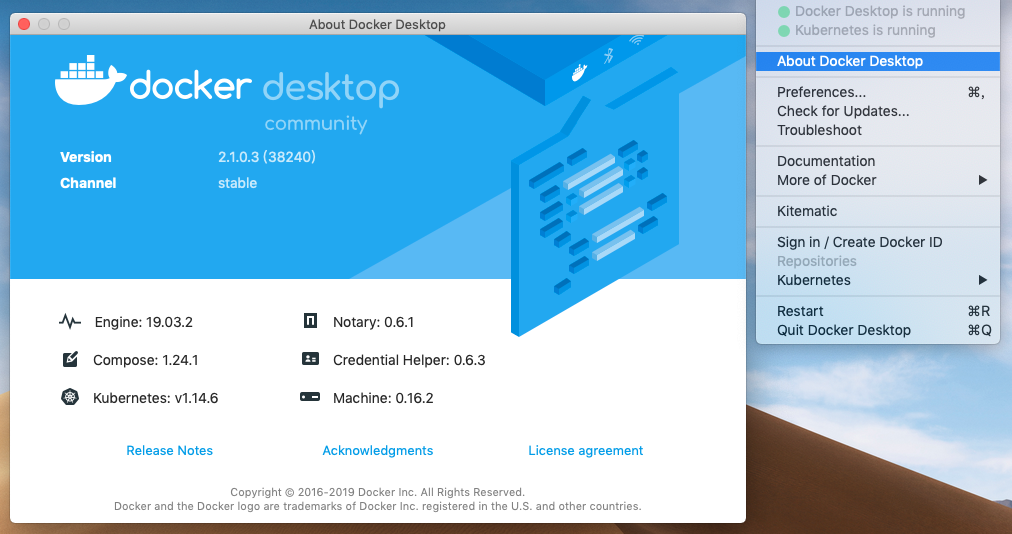 About Docker Desktop
docker desktop
community
Version 2.1.0.3 (38240)
Channel stable
Engine: 19.03.2 Notary: 0.6.1
Compose: 1.24.1 Credential Helper: 0.6.3
Kubernetes: v1.14.6 Machine: 0.16.2
Release Notes Acknowledgments License agreement
Copyright © 2016-2019 Docker Inc. All Rights Reserved.
Docker and the Docker logo are trademarks of Docker Inc. registered in the U.S. and other countries.
Docker Desktop is running
Kubernetes is running
About Docker Desktop
Preferences... ⌘,
Check for Updates...
Troubleshoot
Documentation
More of Docker ▶
Kitematic
Sign in / Create Docker ID
Repositories
Kubernetes ▶
Restart ⌘R
Quit Docker Desktop ⌘Q